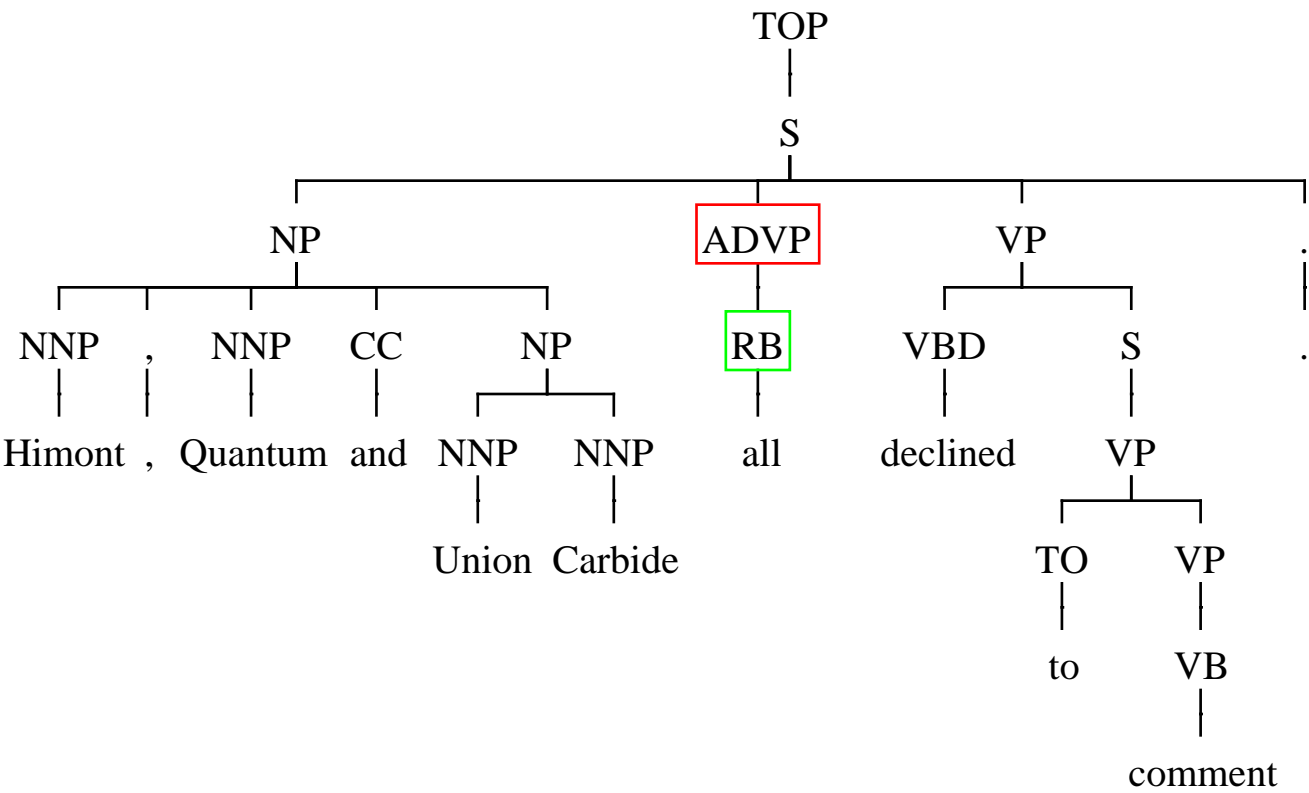 TOP
S
NP ADVP VP .
NNP , NNP CC NP RB VBD S .
Himont , Quantum and NNP NNP all declined VP
Union Carbide TO VP
to VB
comment